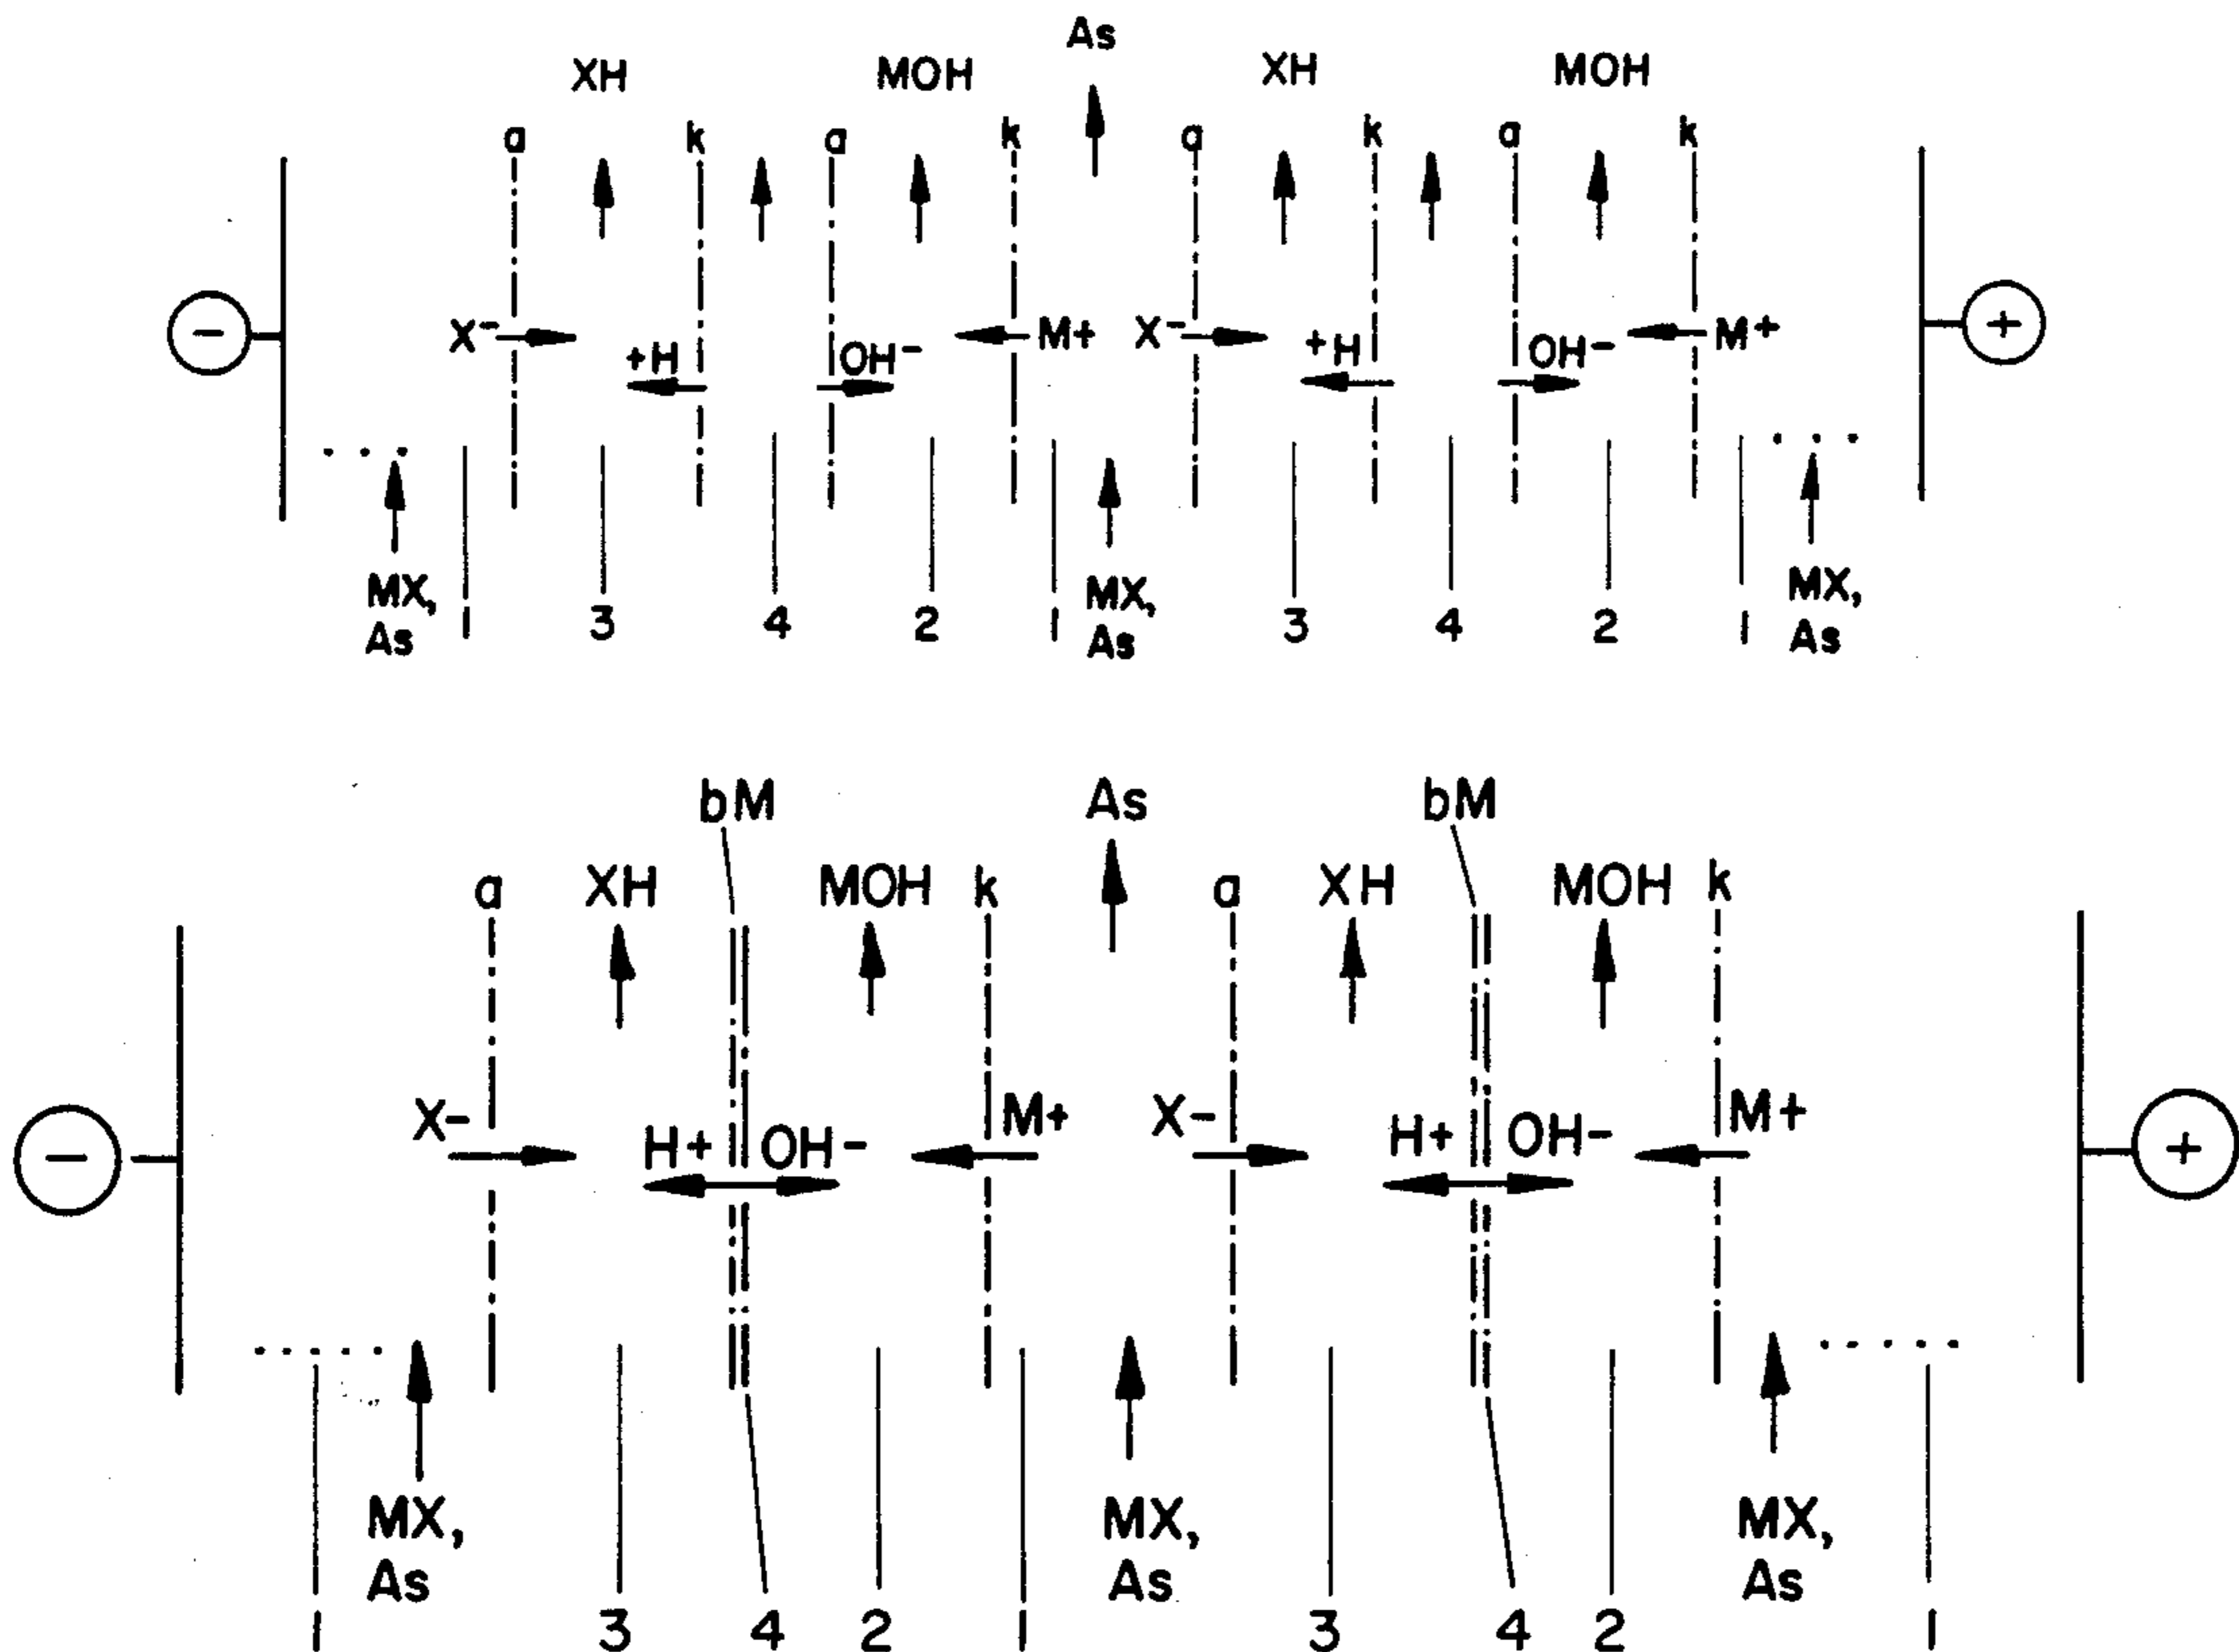 As
XH MOH XH MOH
a k a k a k a k
− X⁻ +H OH⁻ M+ X⁻ +H OH⁻ M+ +
MX, MX, MX,
As As As
1 3 4 2 1 3 4 2 1
bM As bM
a XH MOH k a XH MOH k
− X− H+ OH− M+ X− H+ OH− M+ +
MX, MX, MX,
As As As
1 3 4 2 1 3 4 2 1